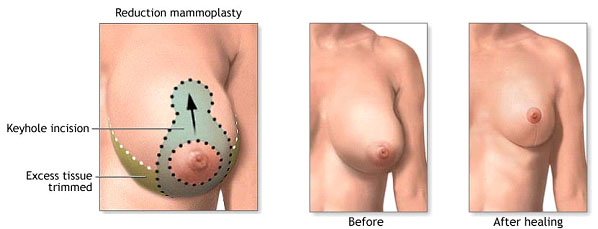 Reduction mammoplasty
Keyhole incision
Excess tissue
trimmed
Before
After healing